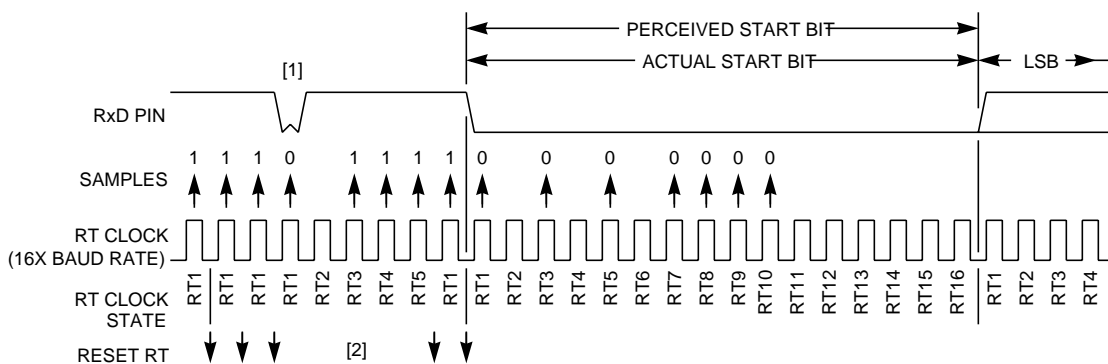 PERCEIVED START BIT
ACTUAL START BIT
LSB
[1]
RxD PIN
1 1 1 0 1 1 1 1 0 0 0 0 0 0 0
SAMPLES
RT CLOCK
(16X BAUD RATE)
RT1 RT1 RT1 RT1 RT2 RT3 RT4 RT5 RT1 RT1 RT2 RT3 RT4 RT5 RT6 RT7 RT8 RT9 RT10 RT11 RT12 RT13 RT14 RT15 RT16 RT1 RT2 RT3 RT4
RT CLOCK
STATE
RESET RT
[2]